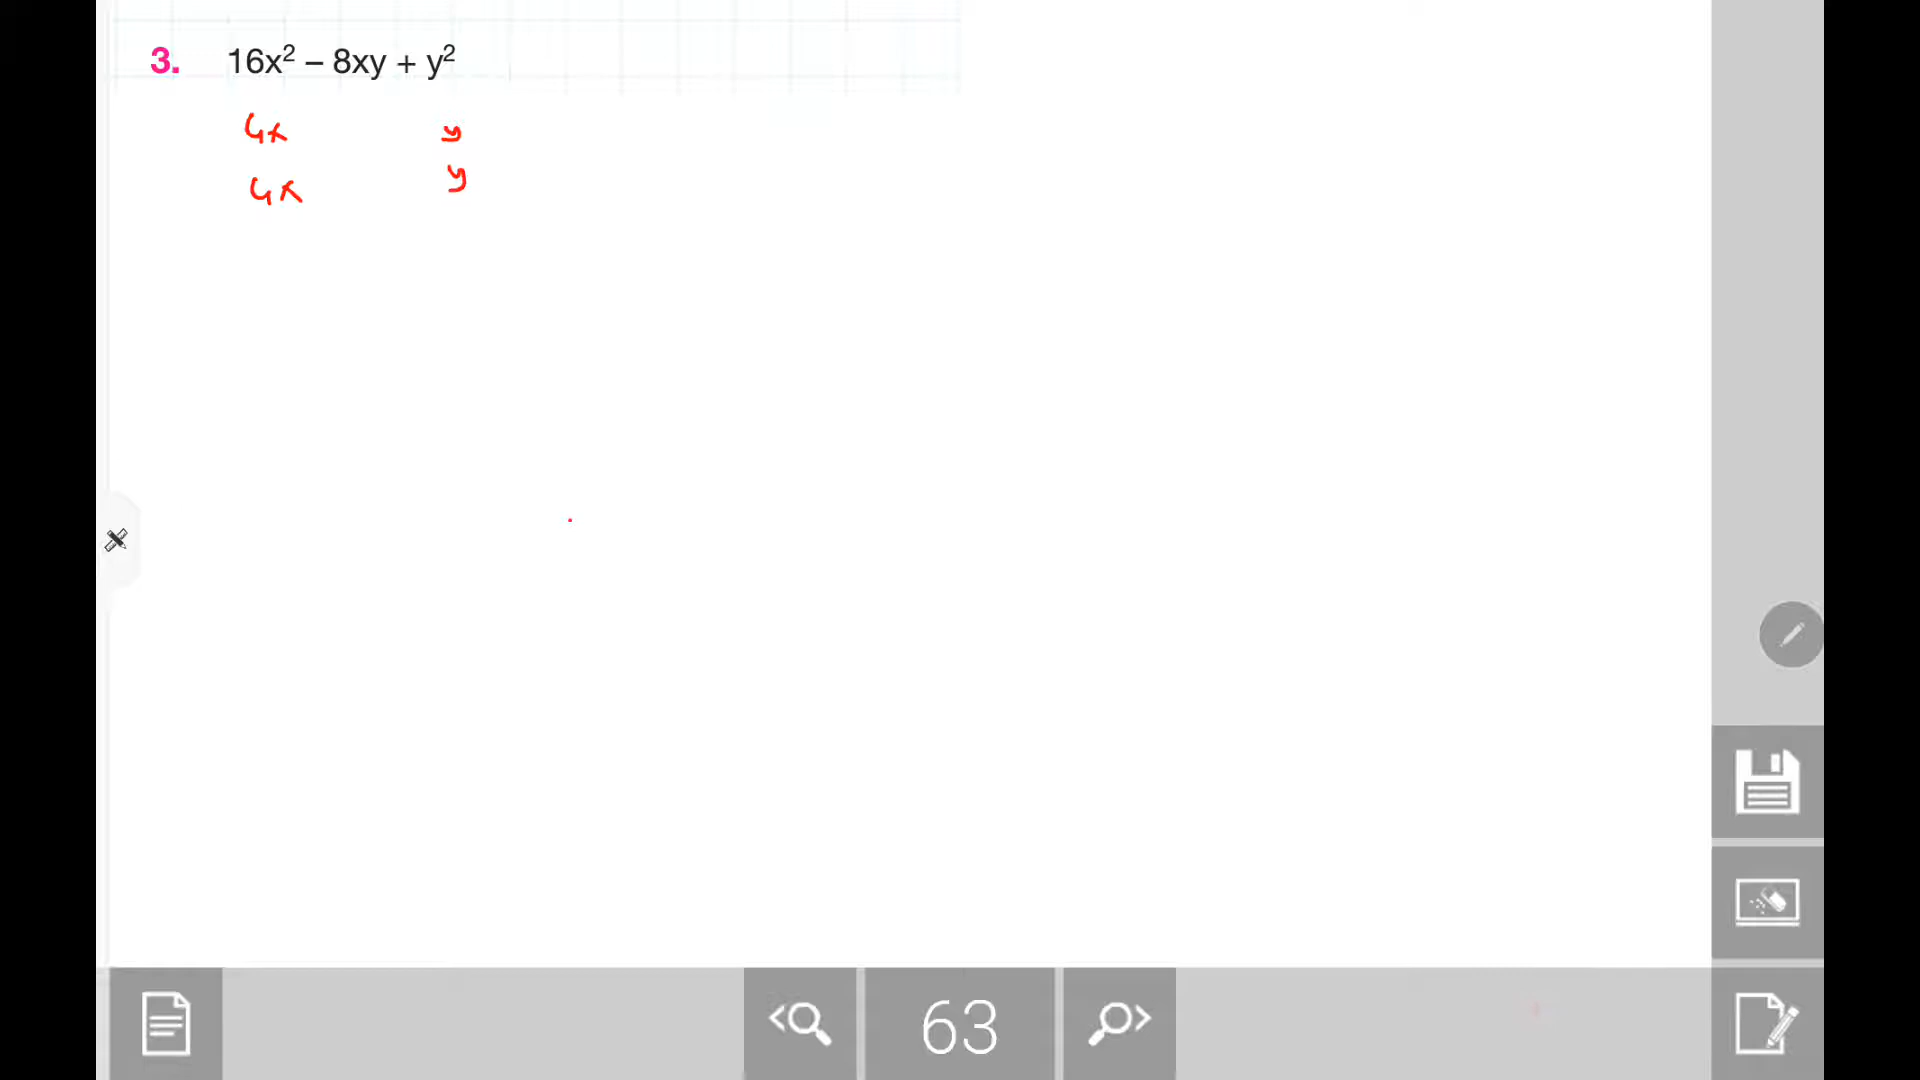 3. 16x² – 8xy + y²
4x y
4x y
63